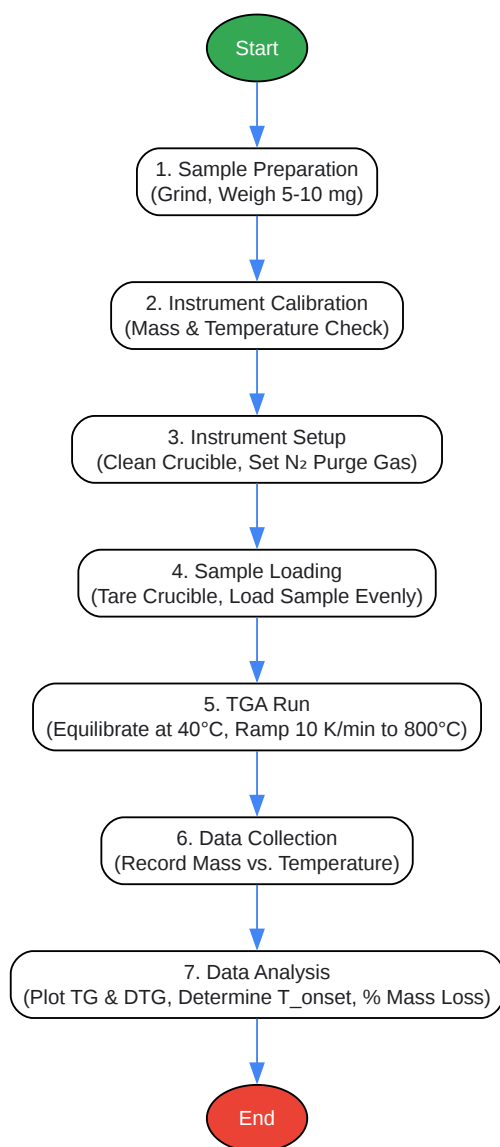 Start
1. Sample Preparation
(Grind, Weigh 5-10 mg)
2. Instrument Calibration
(Mass & Temperature Check)
3. Instrument Setup
(Clean Crucible, Set N₂ Purge Gas)
4. Sample Loading
(Tare Crucible, Load Sample Evenly)
5. TGA Run
(Equilibrate at 40°C, Ramp 10 K/min to 800°C)
6. Data Collection
(Record Mass vs. Temperature)
7. Data Analysis
(Plot TG & DTG, Determine T_onset, % Mass Loss)
End